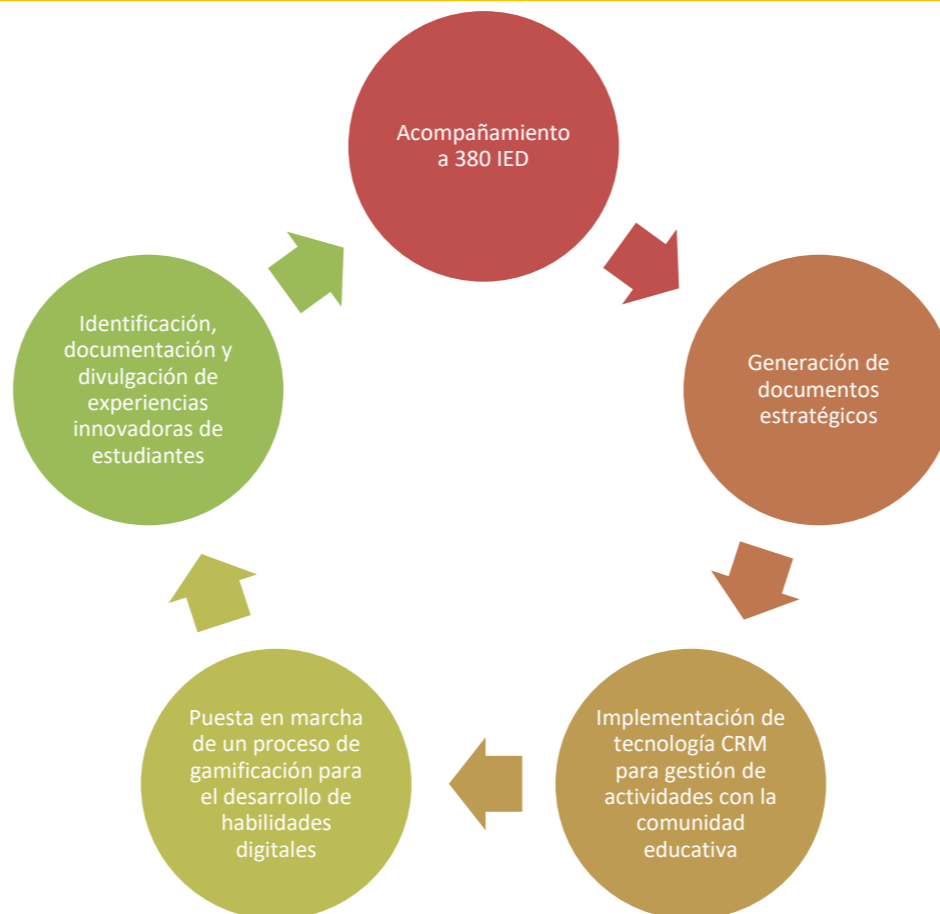 Acompañamiento
a 380 IED
Generación de
documentos
estratégicos
Implementación de
tecnología CRM
para gestión de
actividades con la
comunidad
educativa
Puesta en marcha
de un proceso de
gamificación para
el desarrollo de
habilidades
digitales
Identificación,
documentación y
divulgación de
experiencias
innovadoras de
estudiantes